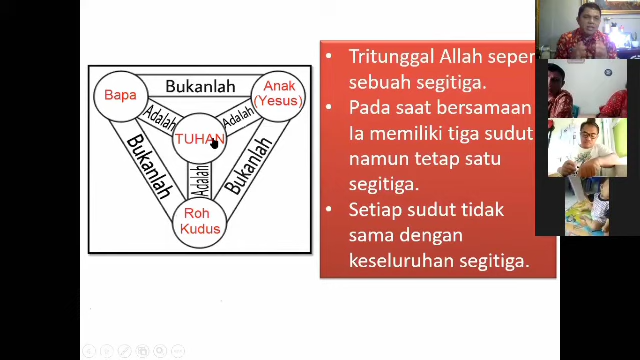 Bapa
Bukanlah
Anak
(Yesus)
Adalah
Adalah
TUHAN
Bukanlah
Adalah
Bukanlah
Roh
Kudus
• Tritunggal Allah seper
sebuah segitiga.
• Pada saat bersamaan
Ia memiliki tiga sudut
namun tetap satu
segitiga.
• Setiap sudut tidak
sama dengan
keseluruhan segitiga.